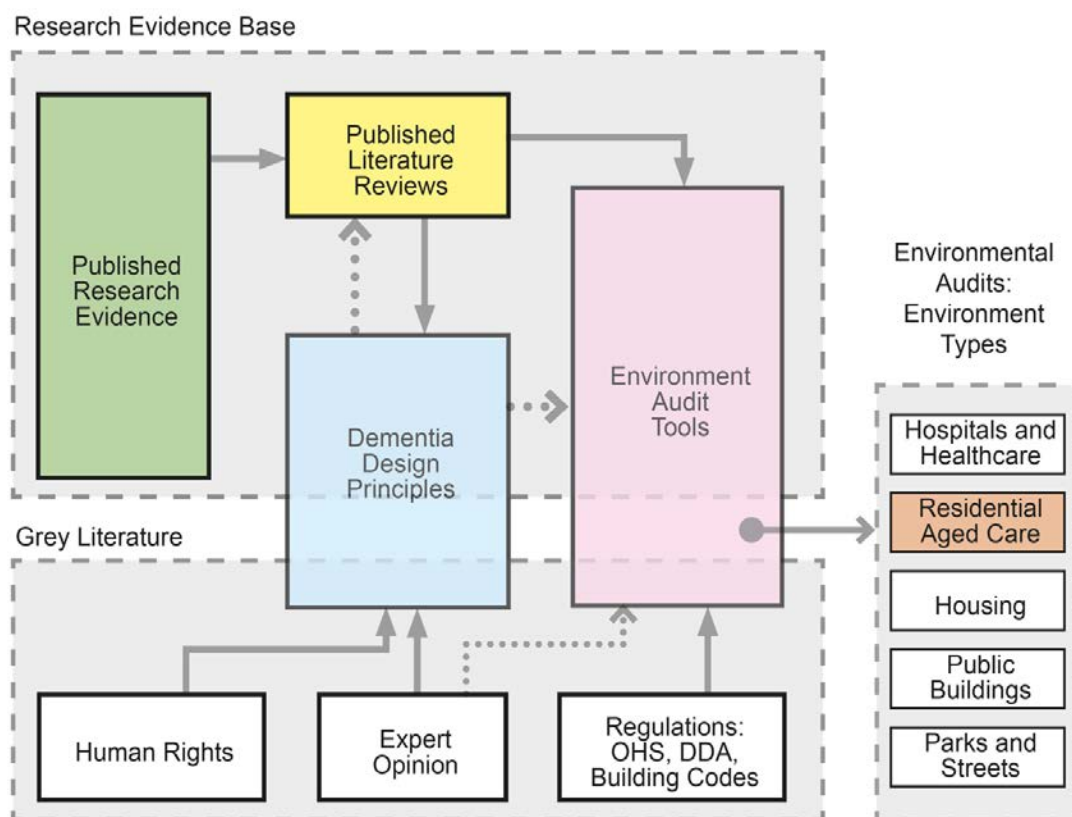 Research Evidence Base
Published
Literature
Reviews
Published
Research
Evidence
Dementia
Design
Principles
Environment
Audit
Tools
Environmental
Audits:
Environment
Types
Hospitals and
Healthcare
Residential
Aged Care
Housing
Public
Buildings
Parks and
Streets
Grey Literature
Human Rights
Expert
Opinion
Regulations:
OHS, DDA,
Building Codes